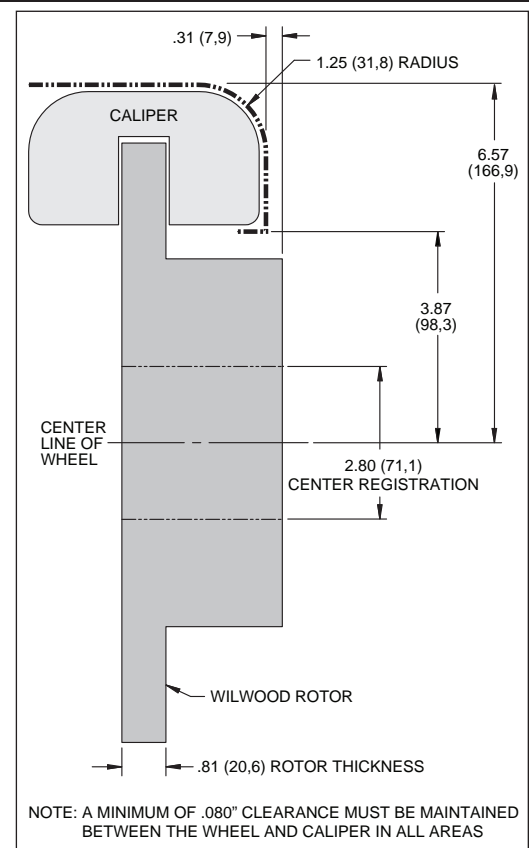 .31 (7,9)
1.25 (31,8) RADIUS
CALIPER
6.57
(166,9)
3.87
(98,3)
CENTER
LINE OF
WHEEL
2.80 (71,1)
CENTER REGISTRATION
WILWOOD ROTOR
.81 (20,6) ROTOR THICKNESS
NOTE: A MINIMUM OF .080" CLEARANCE MUST BE MAINTAINED
BETWEEN THE WHEEL AND CALIPER IN ALL AREAS